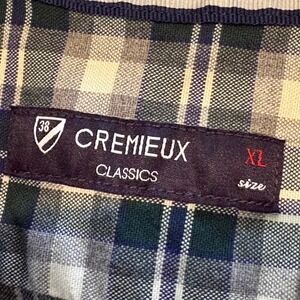 38
CREMIEUX
CLASSICS
XL
size